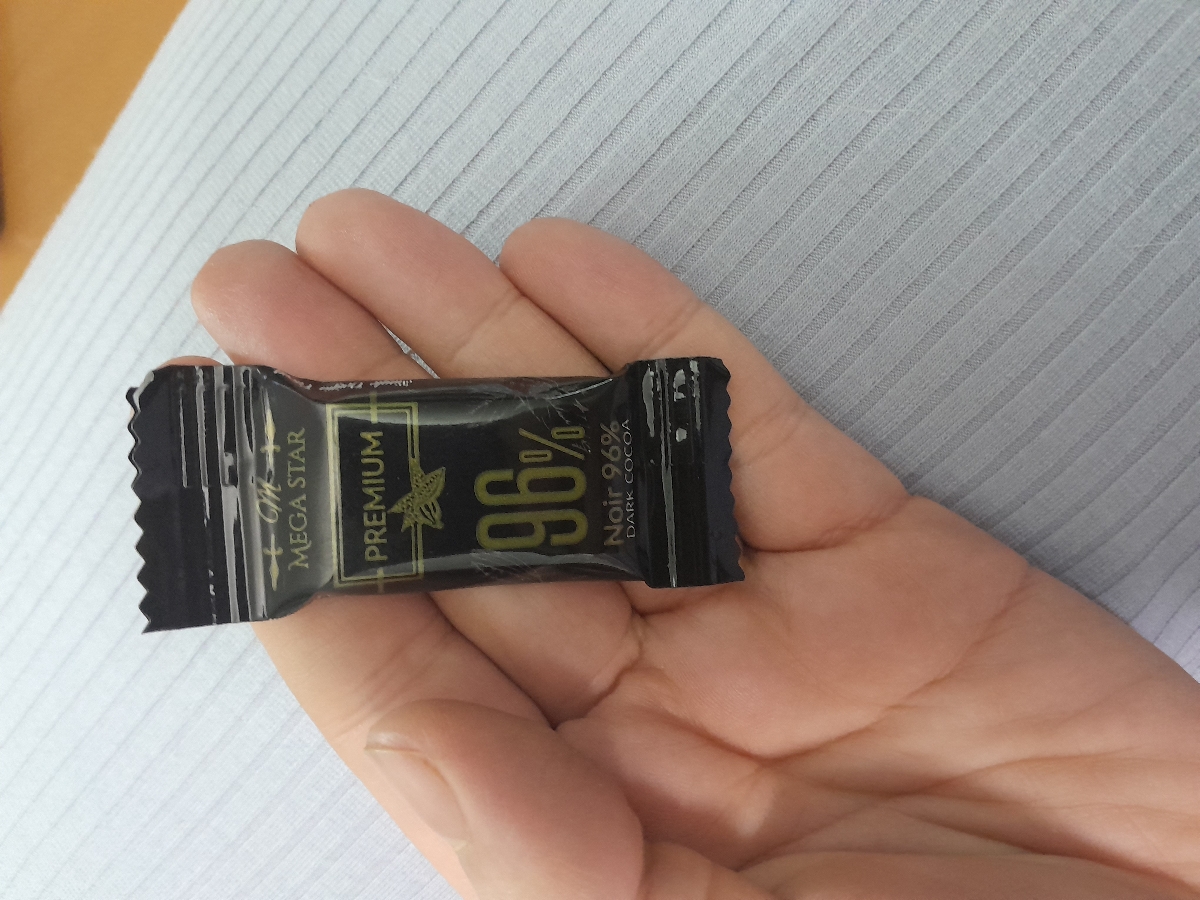 MEGA STAR
PREMIUM
96%
Noir 96%
DARK COCOA